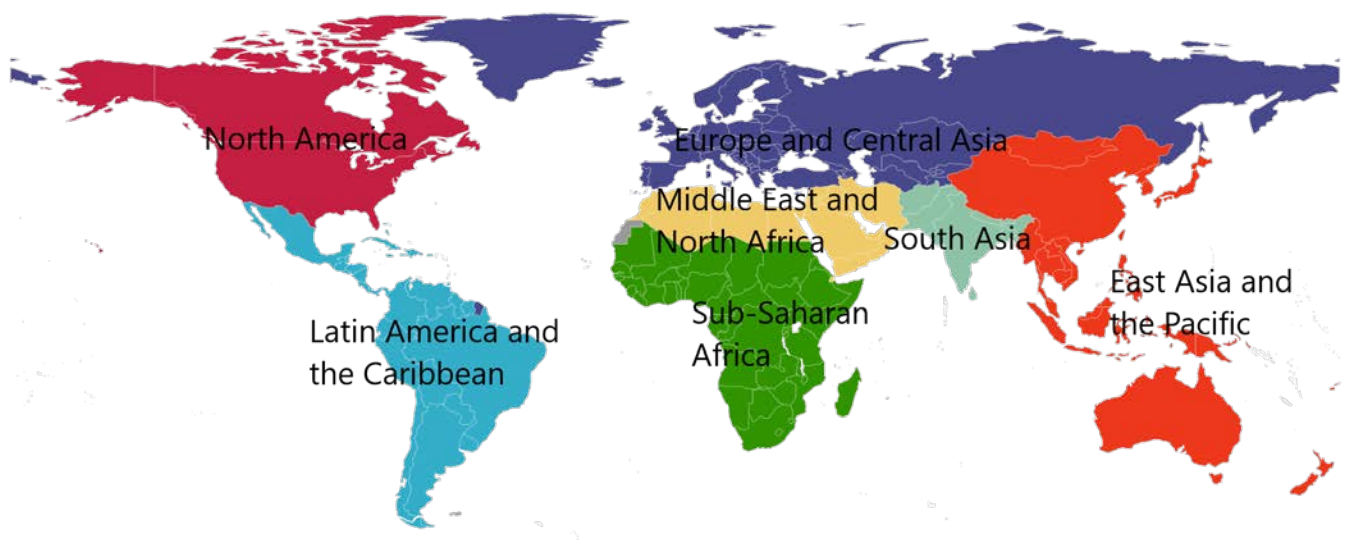 North America
Europe and Central Asia
Middle East and
North Africa
South Asia
East Asia and
the Pacific
Sub-Saharan
Africa
Latin America and
the Caribbean